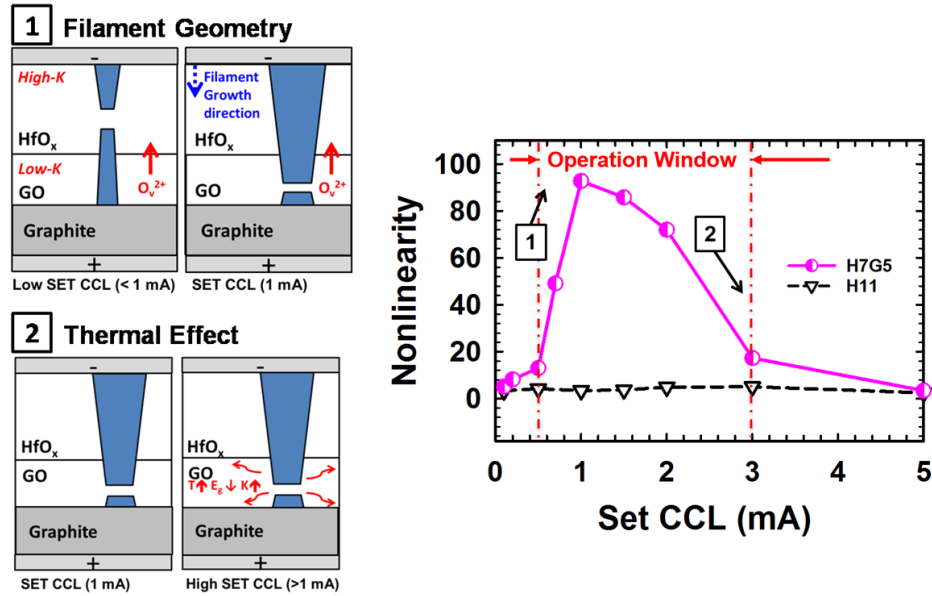 1 Filament Geometry
-
-
High-K
HfOₓ
Low-K
GO
Oᵥ²⁺
Graphite
+
Filament
Growth
direction
HfOₓ
GO
Oᵥ²⁺
Graphite
+
Low SET CCL (< 1 mA)
SET CCL (1 mA)
2 Thermal Effect
-
-
HfOₓ
GO
Graphite
+
HfOₓ
GO
T↑ E₉ ↓ K↑
Graphite
+
SET CCL (1 mA)
High SET CCL (>1 mA)
Operation Window
1
2
H7G5
H11
Nonlinearity
100
80
60
40
20
0
0 1 2 3 4 5
Set CCL (mA)